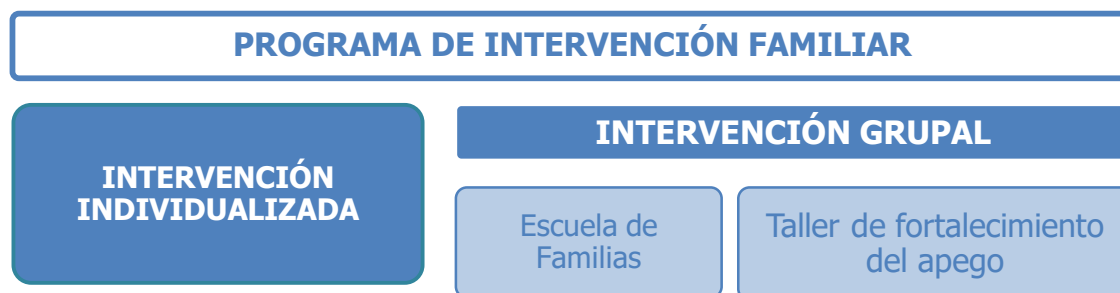 PROGRAMA DE INTERVENCIÓN FAMILIAR
INTERVENCIÓN
INDIVIDUALIZADA
INTERVENCIÓN GRUPAL
Escuela de
Familias
Taller de fortalecimiento
del apego